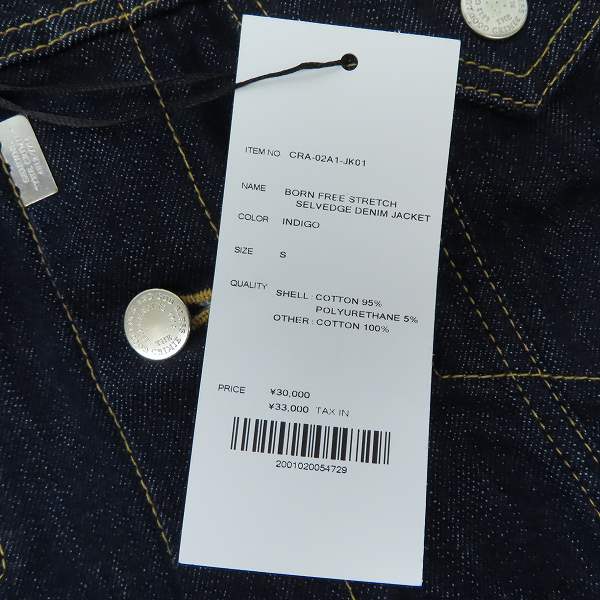 ITEM NO. CRA-02A1-JK01
NAME BORN FREE STRETCH
SELVEDGE DENIM JACKET
COLOR INDIGO
SIZE S
QUALITY SHELL : COTTON 95%
POLYURETHANE 5%
OTHER : COTTON 100%
PRICE ¥30,000
¥33,000 TAX IN
2001020054729